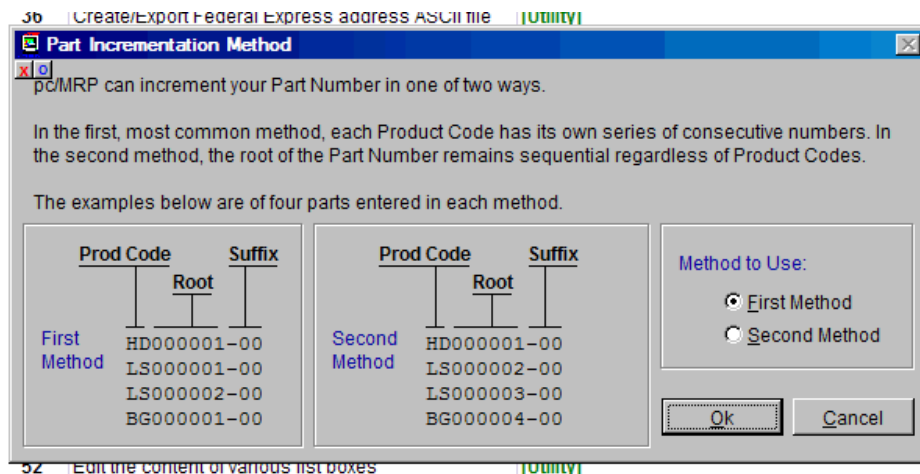 36 Create/Export Federal Express address ASCII file [Utility]
Part Incrementation Method
X O
pc/MRP can increment your Part Number in one of two ways.
In the first, most common method, each Product Code has its own series of consecutive numbers. In
the second method, the root of the Part Number remains sequential regardless of Product Codes.
The examples below are of four parts entered in each method.
Prod Code Suffix
Root
First
Method
HD000001-00
LS000001-00
LS000002-00
BG000001-00
Prod Code Suffix
Root
Second
Method
HD000001-00
LS000002-00
LS000003-00
BG000004-00
Method to Use:
First Method
Second Method
Ok Cancel
52 Edit the content of various list boxes [Utility]